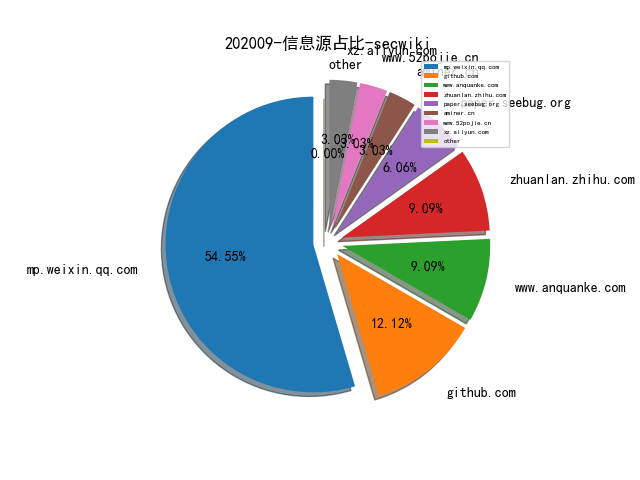 202009-信息源占比-secwiki
xz.aliyun.com
www.52pojie.cn
other
aminer.cn
paper.seebug.org
zhuanlan.zhihu.com
www.anquanke.com
github.com
mp.weixin.qq.com
54.55%
12.12%
9.09%
9.09%
6.06%
3.03%
3.03%
3.03%
0.00%
mp.weixin.qq.com
github.com
www.anquanke.com
zhuanlan.zhihu.com
paper.seebug.org
aminer.cn
www.52pojie.cn
xz.aliyun.com
other